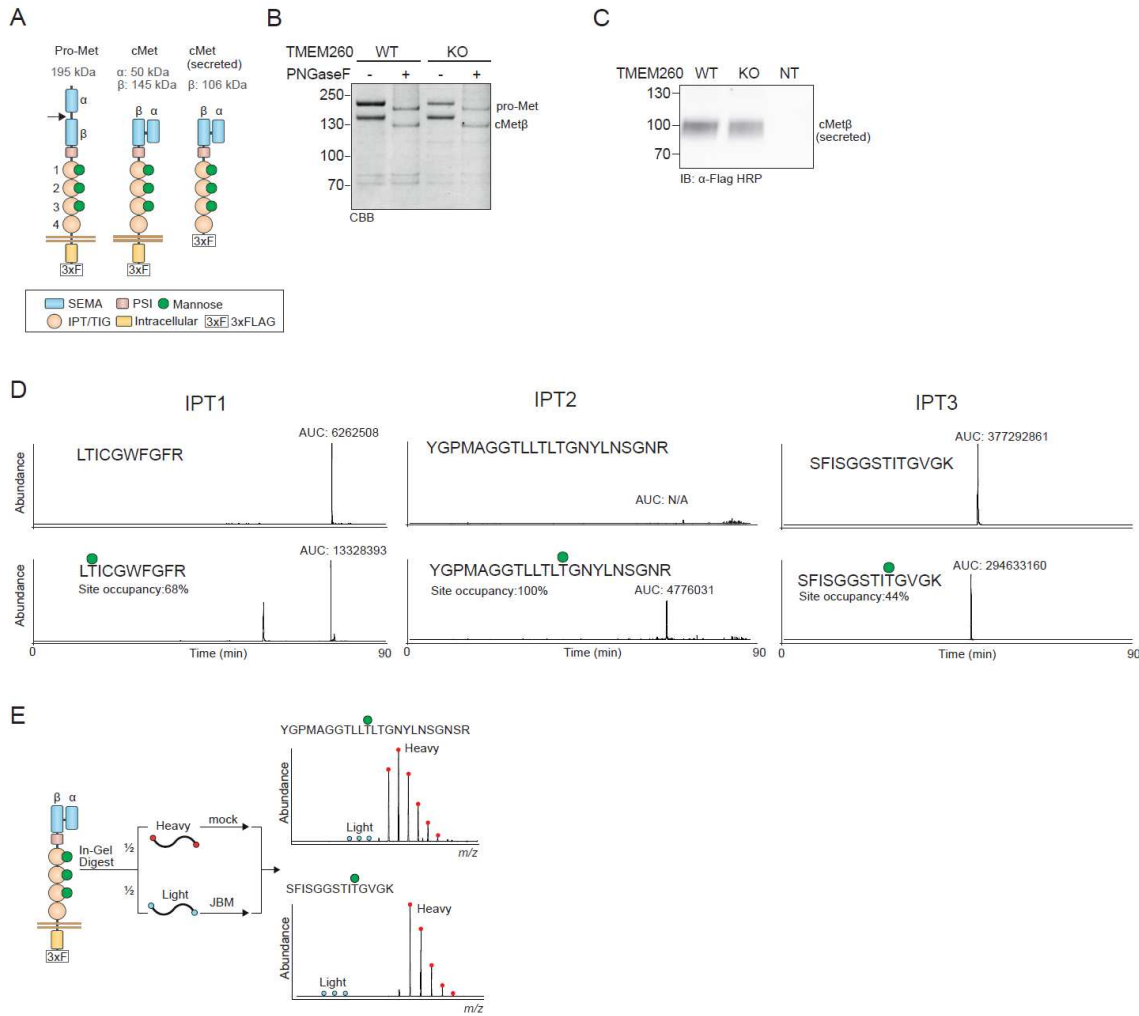 A
Pro-Met
195 kDa
cMet
α: 50 kDa
β: 145 kDa
cMet
(secreted)
β: 106 kDa
α
β
β α
β α
1
2
3
4
3xF
3xF
3xF
SEMA PSI Mannose
IPT/TIG Intracellular 3xF 3xFLAG
B
TMEM260 WT KO
PNGaseF - + - +
250
130
130
100
70
pro-Met
cMetβ
CBB
C
TMEM260 WT KO NT
130
100
70
cMetβ
(secreted)
IB: α-Flag HRP
D
IPT1
IPT2
IPT3
Abundance
LTICGWFGFR
AUC: 6262508
YGPMAGGTLLTLTGNYLNSGNR
AUC: N/A
SFISGGSTITGVGK
AUC: 377292861
Abundance
LTICGWFGFR
Site occupancy:68%
AUC: 13328393
YGPMAGGTLLTLTGNYLNSGNR
Site occupancy:100%
AUC: 4776031
SFISGGSTITGVGK
Site occupancy:44%
AUC: 294633160
0 Time (min) 90
0 Time (min) 90
0 Time (min) 90
E
β α
3xF
In-Gel
Digest
½
½
Heavy
mock
Light
JBM
YGPMAGGTLLTLTGNYLNSGNSR
Abundance
Heavy
Light
m/z
SFISGGSTITGVGK
Abundance
Heavy
Light
m/z